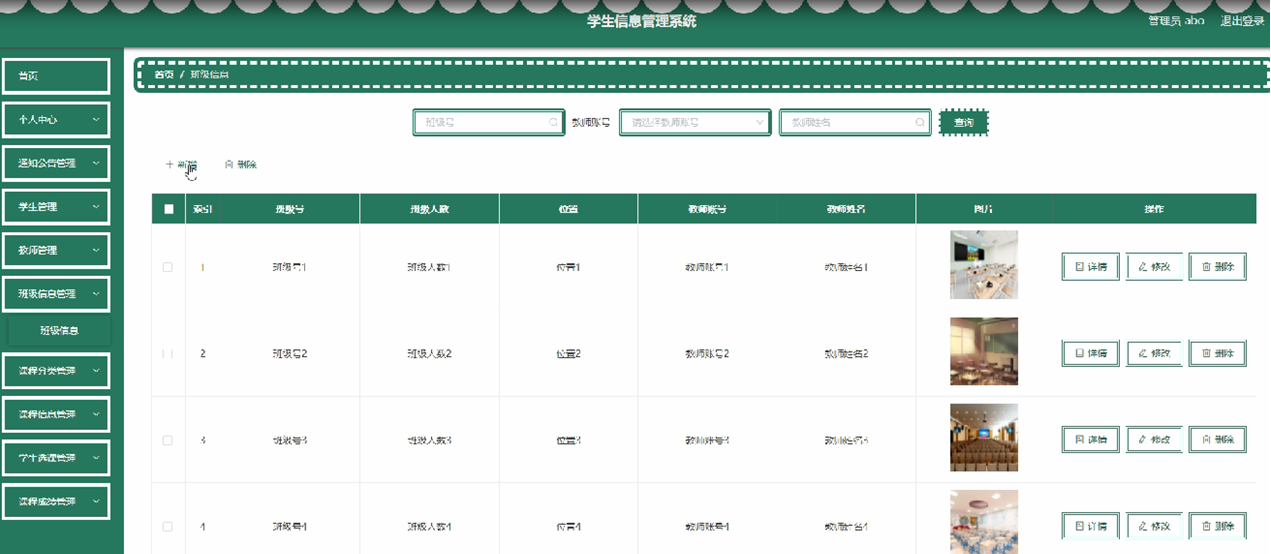 学生信息管理系统
管理员 abo 退出登录
首页
个人中心
通知公告管理
学生管理
教师管理
班级信息管理
班级信息
课程分类管理
课程信息管理
学生选课管理
课程成绩管理
首页 / 班级信息
班级号 教师账号 请选择教师账号 教师姓名 查询
新增 删除
索引 班级号 班级人数 位置 教师账号 教师姓名 图片 操作
1 班级号1 班级人数1 位置1 教师账号1 教师姓名1 详情 修改 删除
2 班级号2 班级人数2 位置2 教师账号2 教师姓名2 详情 修改 删除
3 班级号3 班级人数3 位置3 教师账号3 教师姓名3 详情 修改 删除
4 班级号4 班级人数4 位置4 教师账号4 教师姓名4 详情 修改 删除